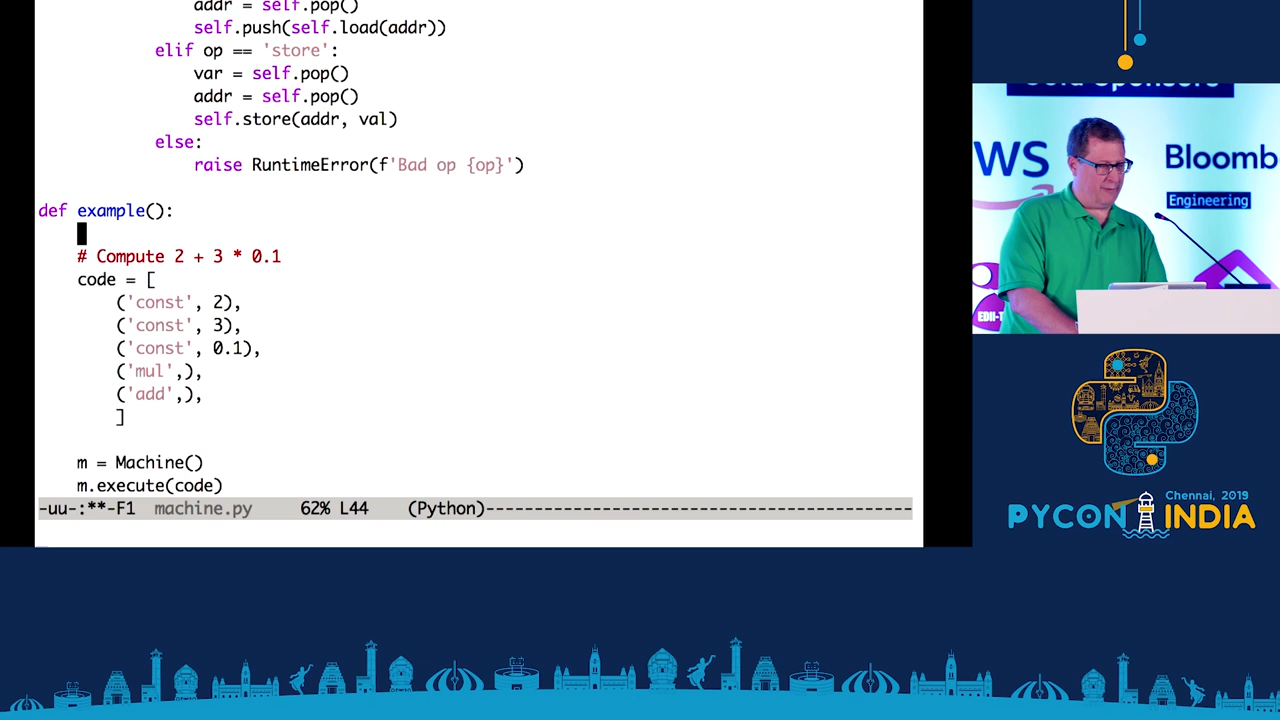 addr = self.pop()
self.push(self.load(addr))
elif op == 'store':
var = self.pop()
addr = self.pop()
self.store(addr, val)
else:
raise RuntimeError(f'Bad op {op}')
def example():
# Compute 2 + 3 * 0.1
code = [
('const', 2),
('const', 3),
('const', 0.1),
('mul',),
('add',),
]
m = Machine()
m.execute(code)
-uu-:**-F1 machine.py 62% L44 (Python)--------------------------------------------
Sponsors
WS
Bloomb
Engineering
EDII-T
Chennai, 2019
PYCON INDIA